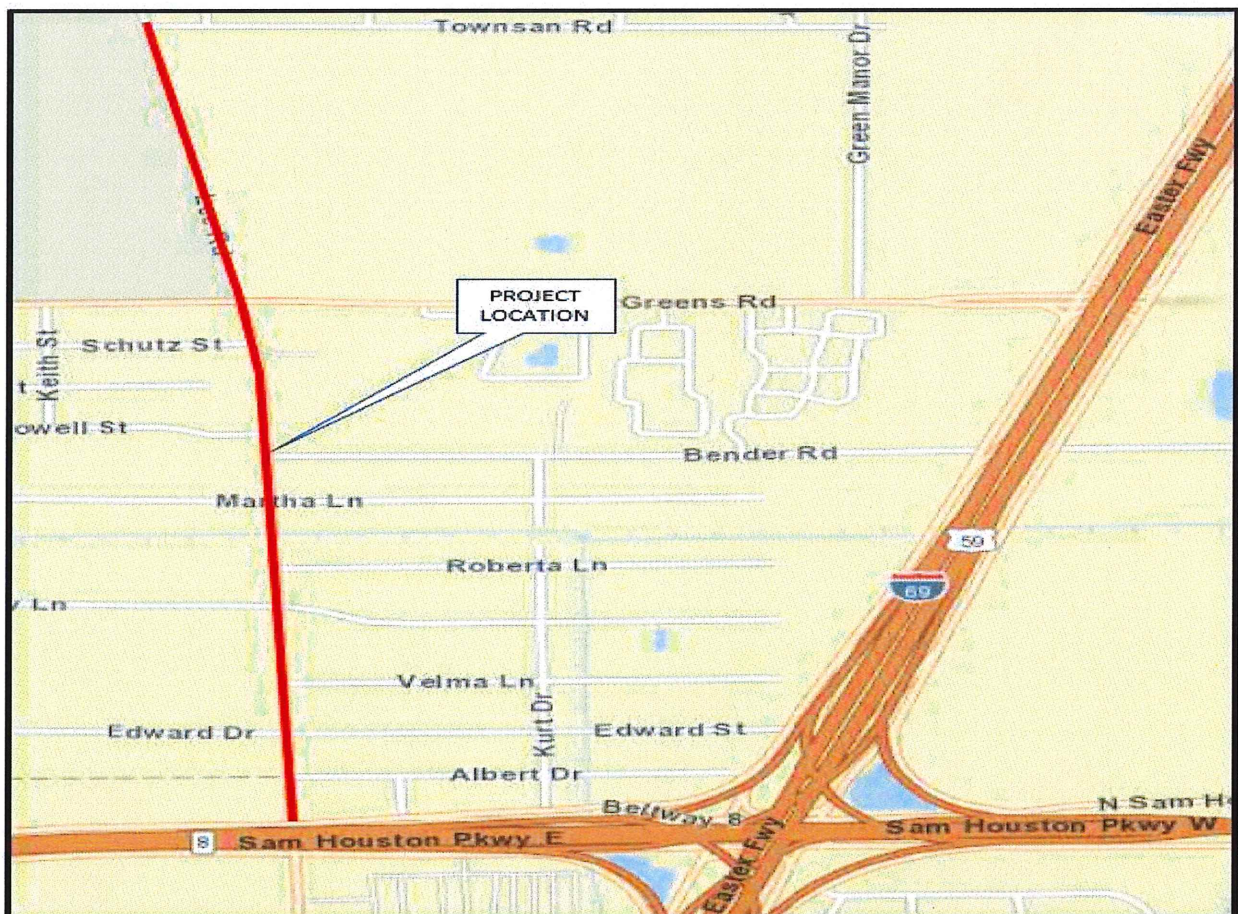 Townsan Rd
Green Manor Dr
Eastex Fwy
PROJECT
LOCATION
Greens Rd
Schutz St
Keith St
t
owell St
Bender Rd
Martha Ln
59
Roberta Ln
69
y Ln
Velma Ln
Kurt Dr
Edward Dr
Edward St
Albert Dr
Beltway 8
N Sam Ho
8
Sam Houston Pkwy E
Sam Houston Pkwy W
Eastex Fwy